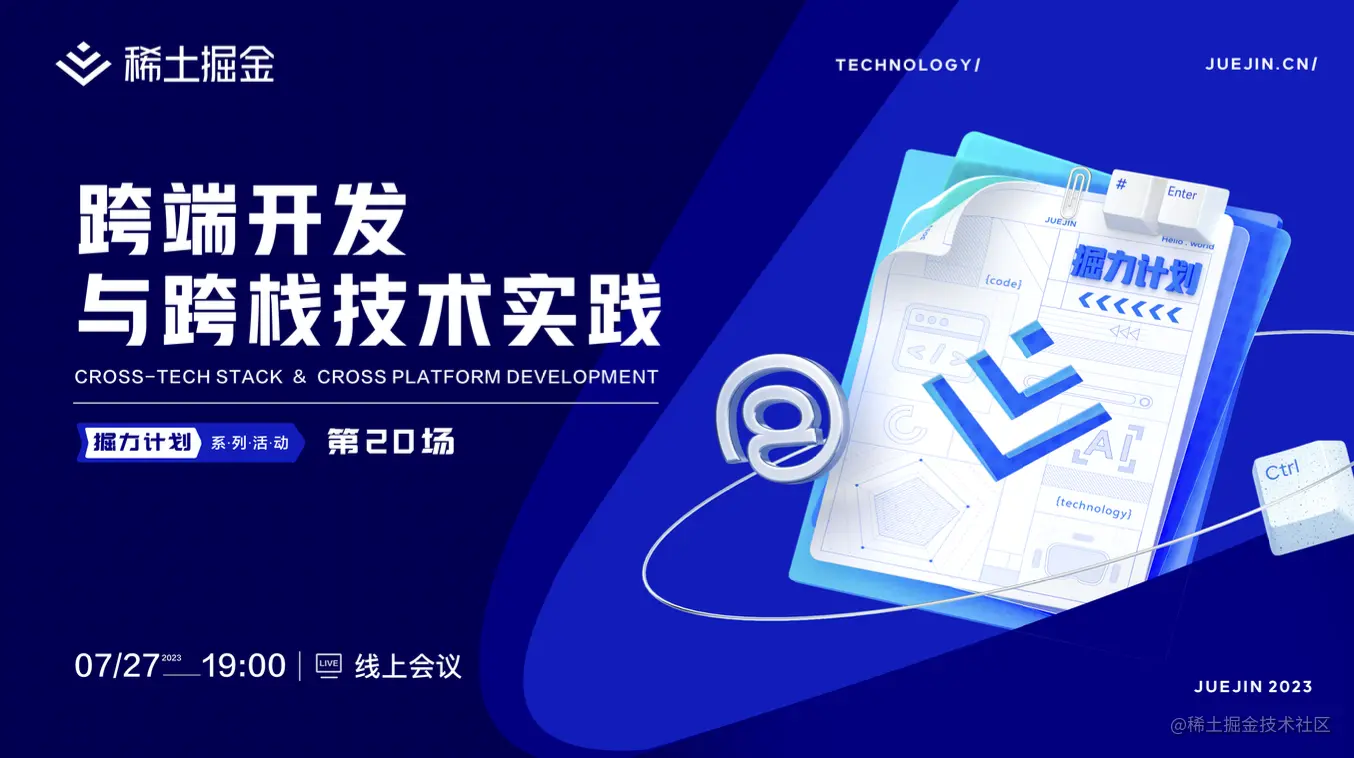 稀土掘金
TECHNOLOGY/
JUEJIN.CN/
跨端开发
与跨栈技术实践
CROSS-TECH STACK & CROSS PLATFORM DEVELOPMENT
掘力计划 系·列·活·动 第20场
07/27 2023 19:00 LIVE 线上会议
# Enter
JUEJIN
Hello . world
掘力计划
{code}
</>
AI
{technology}
Ctrl
JUEJIN 2023
@稀土掘金技术社区